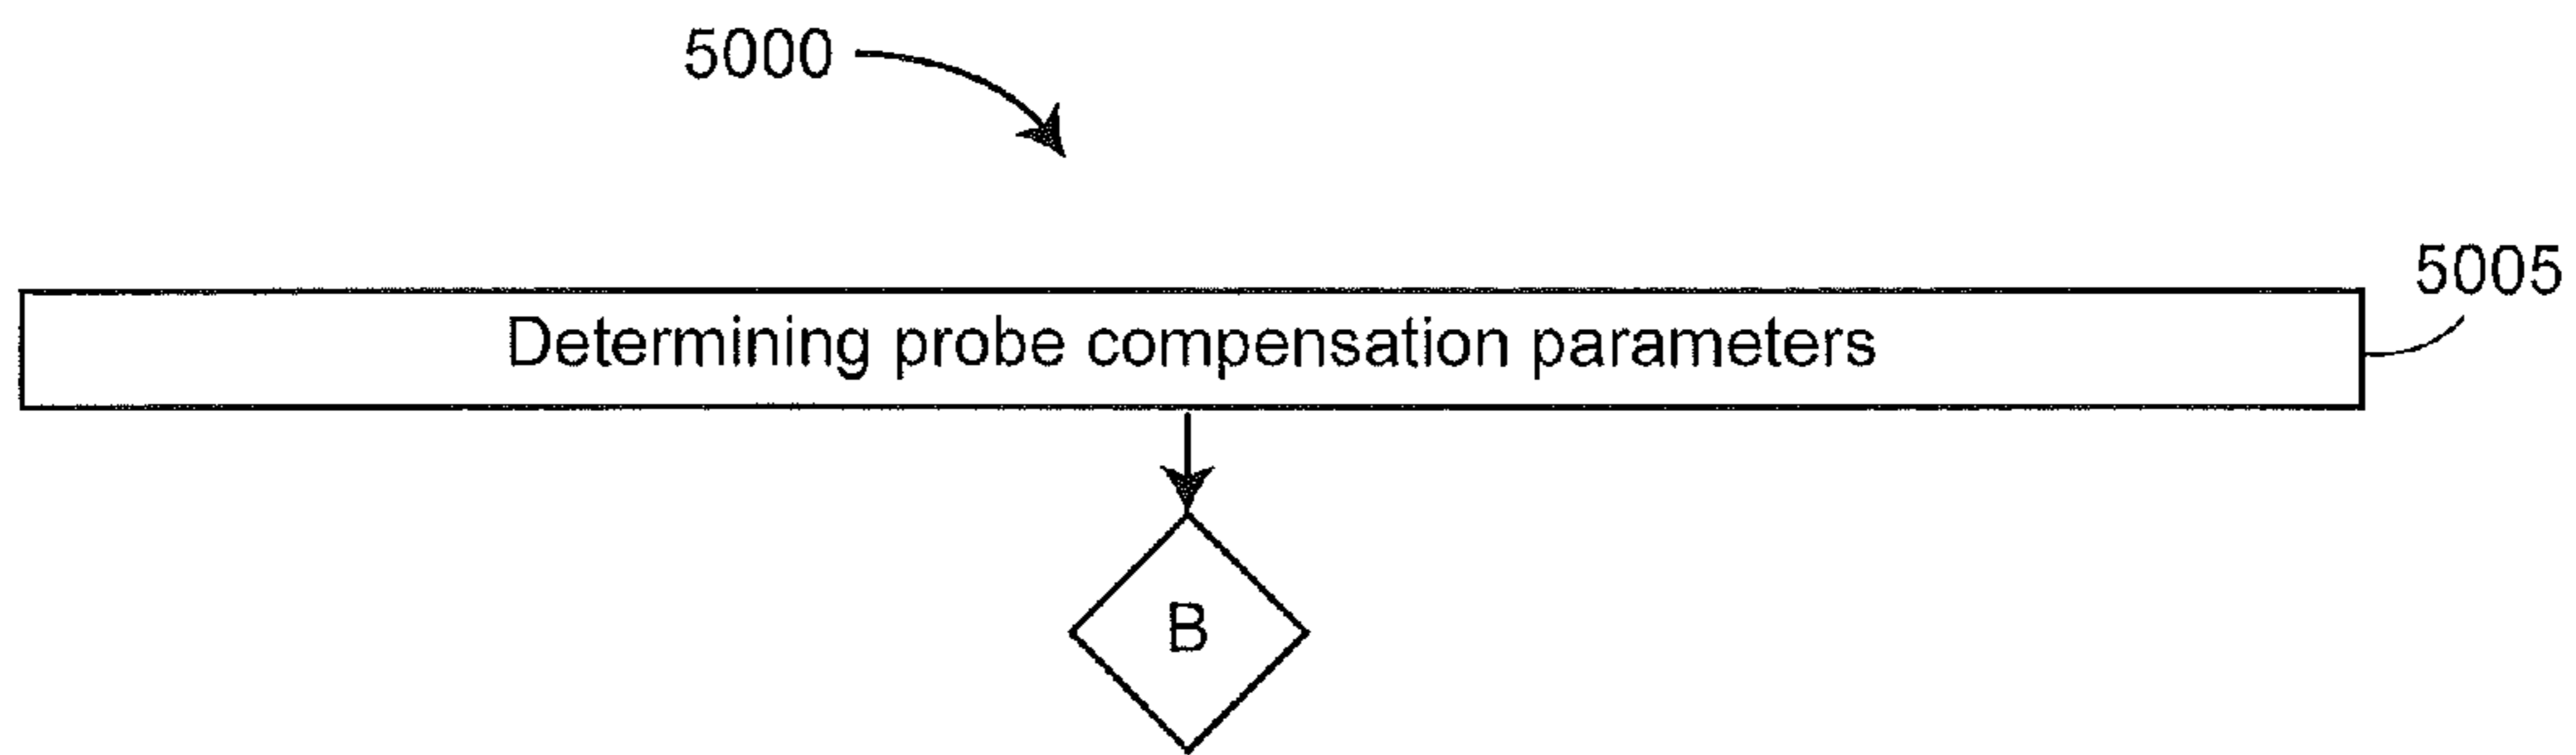 5000
5005
Determining probe compensation parameters
B